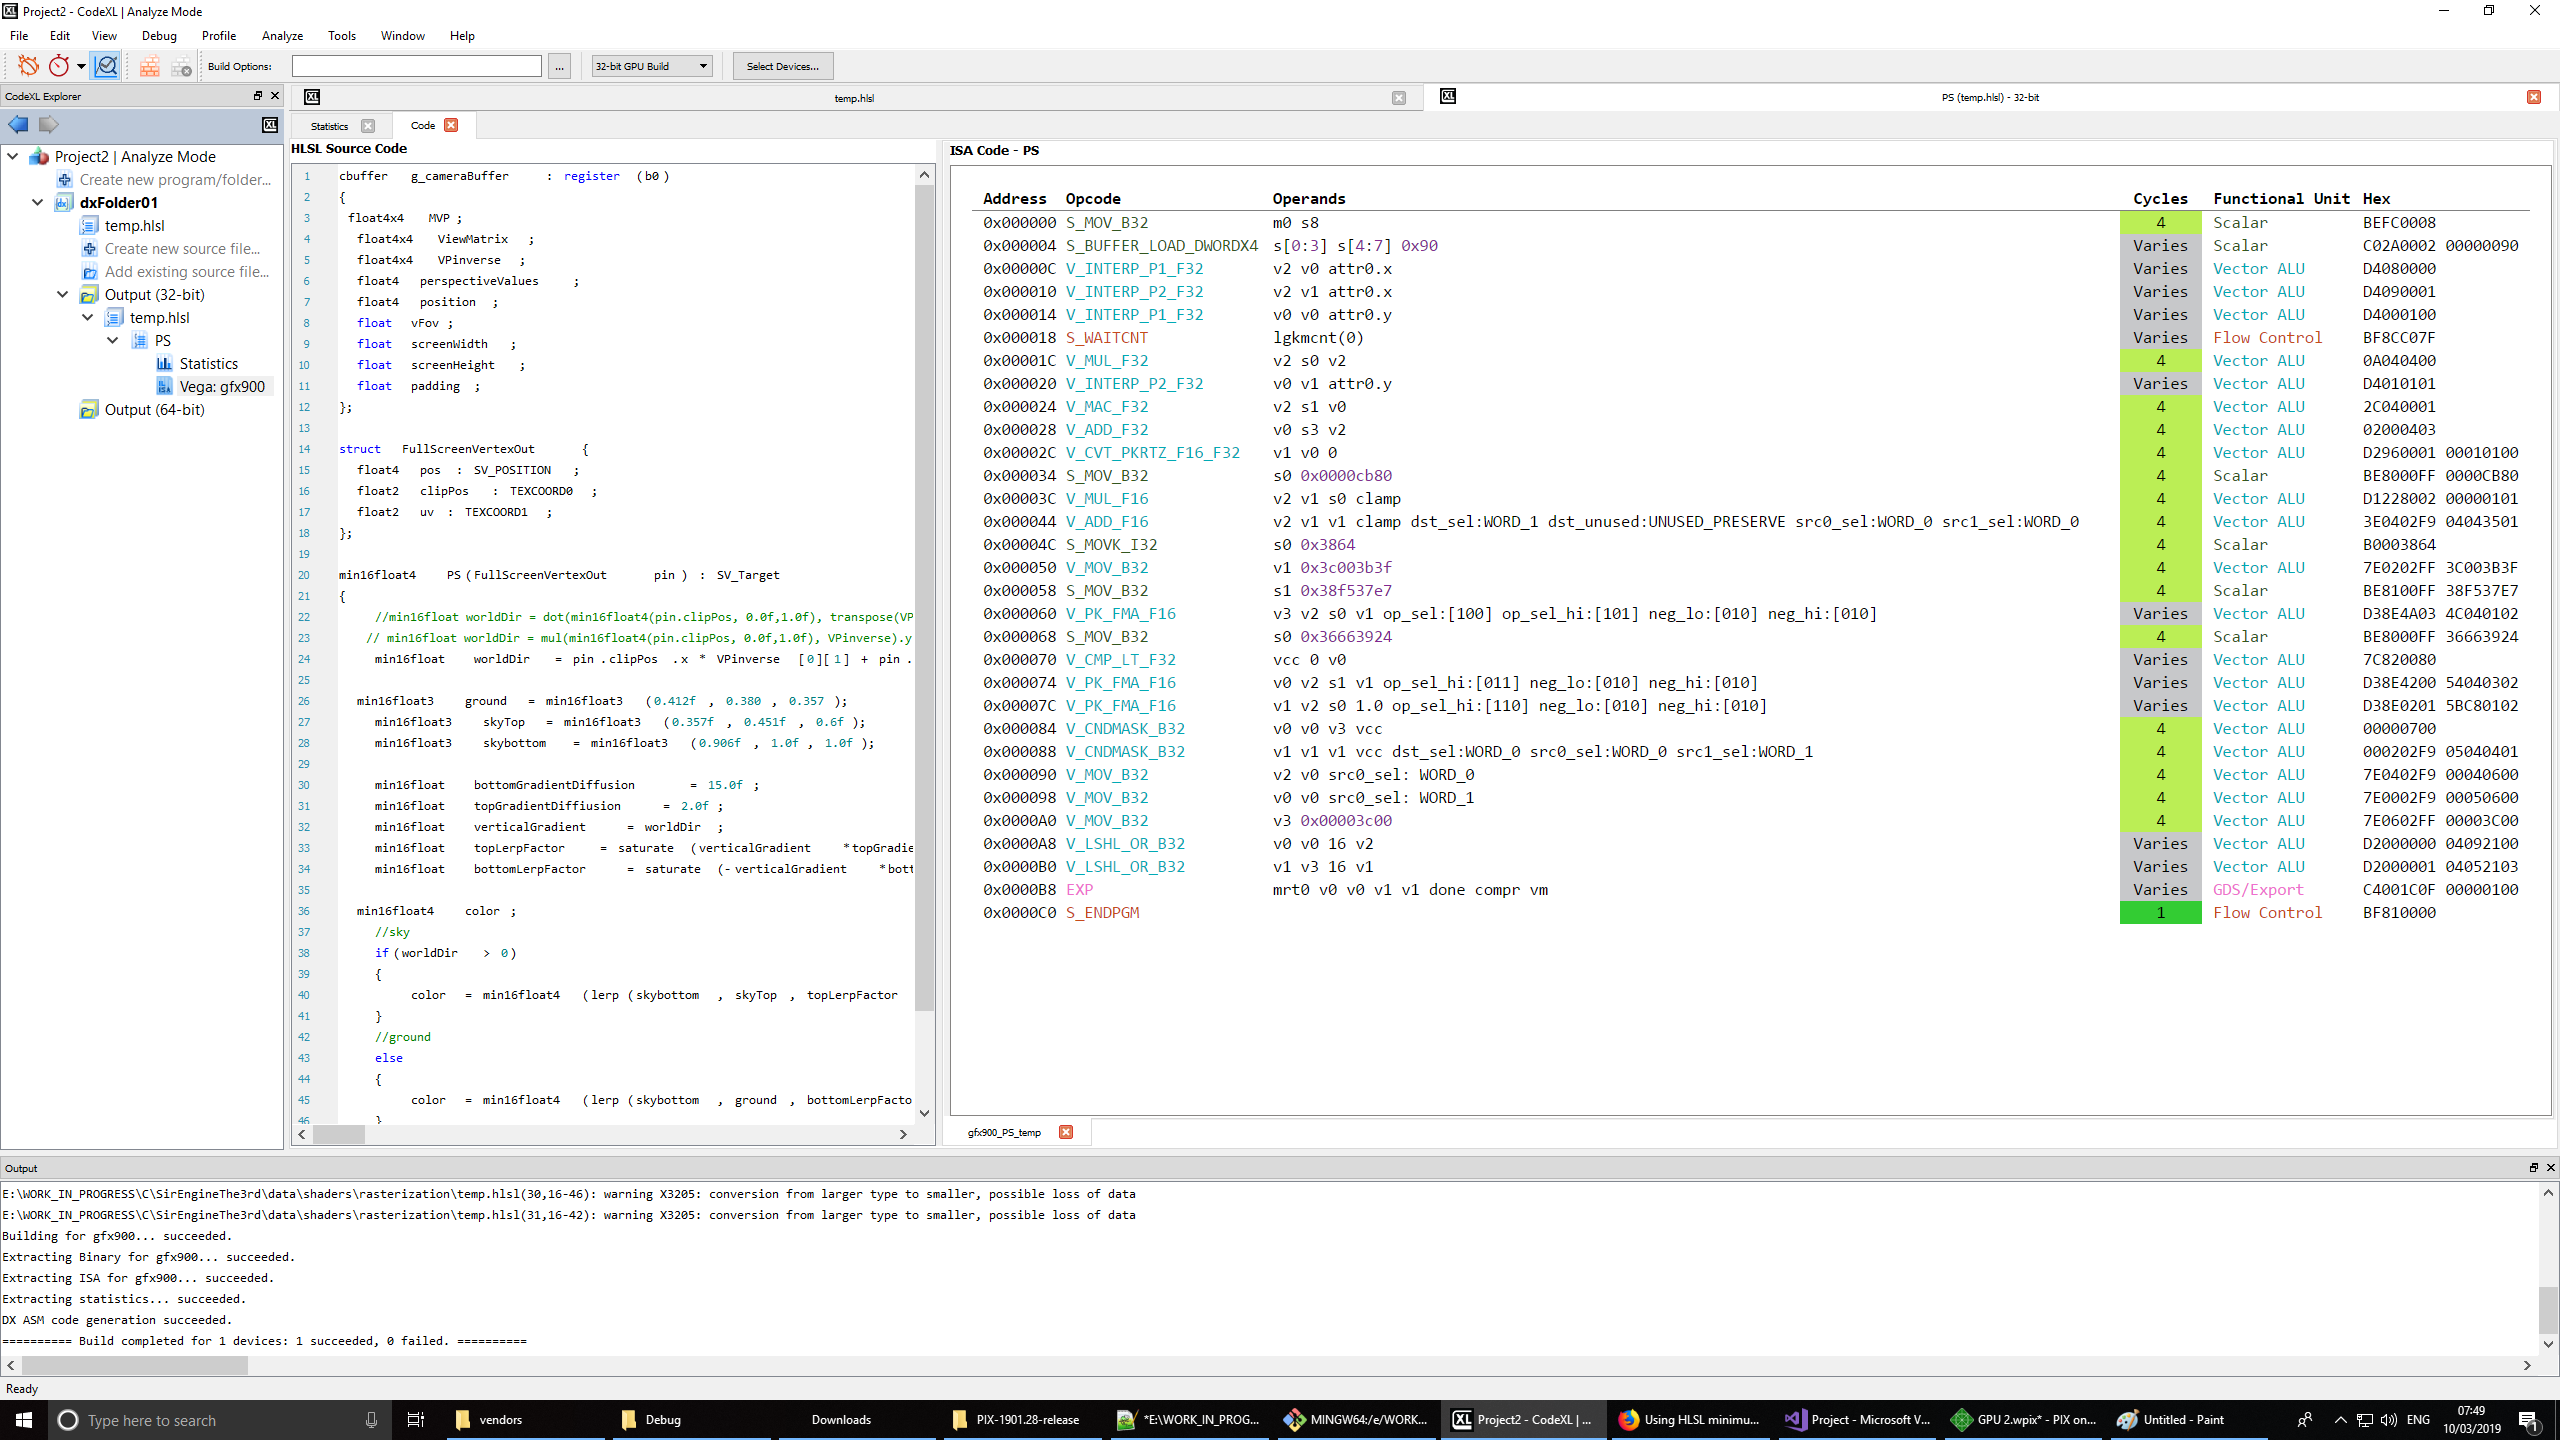 Project2 - CodeXL | Analyze Mode
File Edit View Debug Profile Analyze Tools Window Help
Build Options: ... 32-bit GPU Build Select Devices...
CodeXL Explorer
Project2 | Analyze Mode
Create new program/folder...
dxFolder01
temp.hlsl
Create new source file...
Add existing source file...
Output (32-bit)
temp.hlsl
PS
Statistics
Vega: gfx900
Output (64-bit)
temp.hlsl
PS (temp.hlsl) - 32-bit
Statistics Code
HLSL Source Code
1 cbuffer g_cameraBuffer : register (b0 )
2 {
3 float4x4 MVP ;
4 float4x4 ViewMatrix ;
5 float4x4 VPinverse ;
6 float4 perspectiveValues ;
7 float4 position ;
8 float vFov ;
9 float screenWidth ;
10 float screenHeight ;
11 float padding ;
12 };
13
14 struct FullScreenVertexOut {
15 float4 pos : SV_POSITION ;
16 float2 clipPos : TEXCOORD0 ;
17 float2 uv : TEXCOORD1 ;
18 };
19
20 min16float4 PS (FullScreenVertexOut pin ) : SV_Target
21 {
22 //min16float worldDir = dot(min16float4(pin.clipPos, 0.0f,1.0f), transpose(VP
23 // min16float worldDir = mul(min16float4(pin.clipPos, 0.0f,1.0f), VPinverse).y
24 min16float worldDir = pin .clipPos .x * VPinverse [0][ 1] + pin .
25
26 min16float3 ground = min16float3 (0.412f , 0.380 , 0.357 );
27 min16float3 skyTop = min16float3 (0.357f , 0.451f , 0.6f );
28 min16float3 skybottom = min16float3 (0.906f , 1.0f , 1.0f );
29
30 min16float bottomGradientDiffusion = 15.0f ;
31 min16float topGradientDiffiusion = 2.0f ;
32 min16float verticalGradient = worldDir ;
33 min16float topLerpFactor = saturate (verticalGradient *topGradie
34 min16float bottomLerpFactor = saturate (- verticalGradient *bott
35
36 min16float4 color ;
37 //sky
38 if (worldDir > 0)
39 {
40 color = min16float4 (lerp (skybottom , skyTop , topLerpFactor
41 }
42 //ground
43 else
44 {
45 color = min16float4 (lerp (skybottom , ground , bottomLerpFacto
46 }
ISA Code - PS
Address Opcode Operands Cycles Functional Unit Hex
0x000000 S_MOV_B32 m0 s8 4 Scalar BEFC0008
0x000004 S_BUFFER_LOAD_DWORDX4 s[0:3] s[4:7] 0x90 Varies Scalar C02A0002 00000090
0x00000C V_INTERP_P1_F32 v2 v0 attr0.x Varies Vector ALU D4080000
0x000010 V_INTERP_P2_F32 v2 v1 attr0.x Varies Vector ALU D4090001
0x000014 V_INTERP_P1_F32 v0 v0 attr0.y Varies Vector ALU D4000100
0x000018 S_WAITCNT lgkmcnt(0) Varies Flow Control BF8CC07F
0x00001C V_MUL_F32 v2 s0 v2 4 Vector ALU 0A040400
0x000020 V_INTERP_P2_F32 v0 v1 attr0.y Varies Vector ALU D4010101
0x000024 V_MAC_F32 v2 s1 v0 4 Vector ALU 2C040001
0x000028 V_ADD_F32 v0 s3 v2 4 Vector ALU 02000403
0x00002C V_CVT_PKRTZ_F16_F32 v1 v0 0 4 Vector ALU D2960001 00010100
0x000034 S_MOV_B32 s0 0x0000cb80 4 Scalar BE8000FF 0000CB80
0x00003C V_MUL_F16 v2 v1 s0 clamp 4 Vector ALU D1228002 00000101
0x000044 V_ADD_F16 v2 v1 v1 clamp dst_sel:WORD_1 dst_unused:UNUSED_PRESERVE src0_sel:WORD_0 src1_sel:WORD_0 4 Vector ALU 3E0402F9 04043501
0x00004C S_MOVK_I32 s0 0x3864 4 Scalar B0003864
0x000050 V_MOV_B32 v1 0x3c003b3f 4 Vector ALU 7E0202FF 3C003B3F
0x000058 S_MOV_B32 s1 0x38f537e7 4 Scalar BE8100FF 38F537E7
0x000060 V_PK_FMA_F16 v3 v2 s0 v1 op_sel:[100] op_sel_hi:[101] neg_lo:[010] neg_hi:[010] Varies Vector ALU D38E4A03 4C040102
0x000068 S_MOV_B32 s0 0x36663924 4 Scalar BE8000FF 36663924
0x000070 V_CMP_LT_F32 vcc 0 v0 Varies Vector ALU 7C820080
0x000074 V_PK_FMA_F16 v0 v2 s1 v1 op_sel_hi:[011] neg_lo:[010] neg_hi:[010] Varies Vector ALU D38E4200 54040302
0x00007C V_PK_FMA_F16 v1 v2 s0 1.0 op_sel_hi:[110] neg_lo:[010] neg_hi:[010] Varies Vector ALU D38E0201 5BC80102
0x000084 V_CNDMASK_B32 v0 v0 v3 vcc 4 Vector ALU 00000700
0x000088 V_CNDMASK_B32 v1 v1 v1 vcc dst_sel:WORD_0 src0_sel:WORD_0 src1_sel:WORD_1 4 Vector ALU 000202F9 05040401
0x000090 V_MOV_B32 v2 v0 src0_sel: WORD_0 4 Vector ALU 7E0402F9 00040600
0x000098 V_MOV_B32 v0 v0 src0_sel: WORD_1 4 Vector ALU 7E0002F9 00050600
0x0000A0 V_MOV_B32 v3 0x00003c00 4 Vector ALU 7E0602FF 00003C00
0x0000A8 V_LSHL_OR_B32 v0 v0 16 v2 Varies Vector ALU D2000000 04092100
0x0000B0 V_LSHL_OR_B32 v1 v3 16 v1 Varies Vector ALU D2000001 04052103
0x0000B8 EXP mrt0 v0 v0 v1 v1 done compr vm Varies GDS/Export C4001C0F 00000100
0x0000C0 S_ENDPGM 1 Flow Control BF810000
gfx900_PS_temp
Output
E:\WORK_IN_PROGRESS\C\SirEngineThe3rd\data\shaders\rasterization\temp.hlsl(30,16-46): warning X3205: conversion from larger type to smaller, possible loss of data
E:\WORK_IN_PROGRESS\C\SirEngineThe3rd\data\shaders\rasterization\temp.hlsl(31,16-42): warning X3205: conversion from larger type to smaller, possible loss of data
Building for gfx900... succeeded.
Extracting Binary for gfx900... succeeded.
Extracting ISA for gfx900... succeeded.
Extracting statistics... succeeded.
DX ASM code generation succeeded.
========== Build completed for 1 devices: 1 succeeded, 0 failed. ==========
Ready
Type here to search vendors Debug Downloads PIX-1901.28-release *E:\WORK_IN_PROG... MINGW64:/e/WORK... Project2 - CodeXL | ... Using HLSL minimu... Project - Microsoft V... GPU 2.wpix* - PIX on... Untitled - Paint ENG 07:49
10/03/2019 1